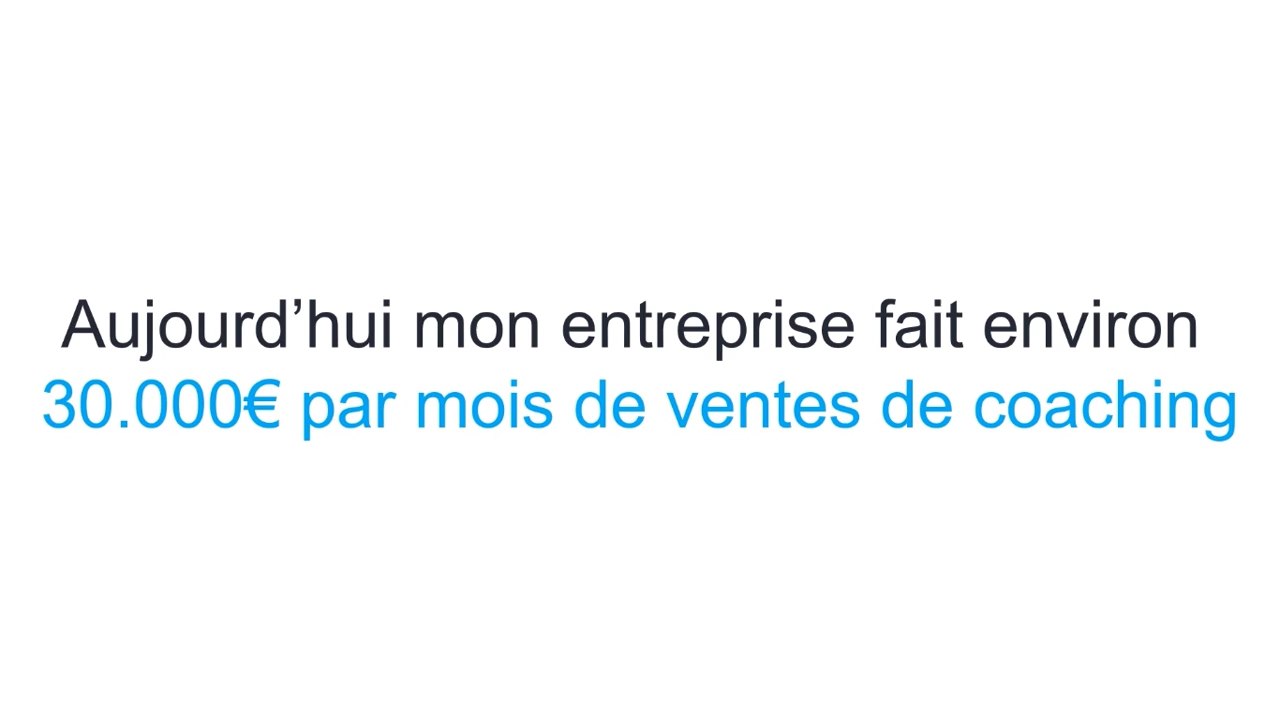 Aujourd’hui mon entreprise fait environ
30.000€ par mois de ventes de coaching